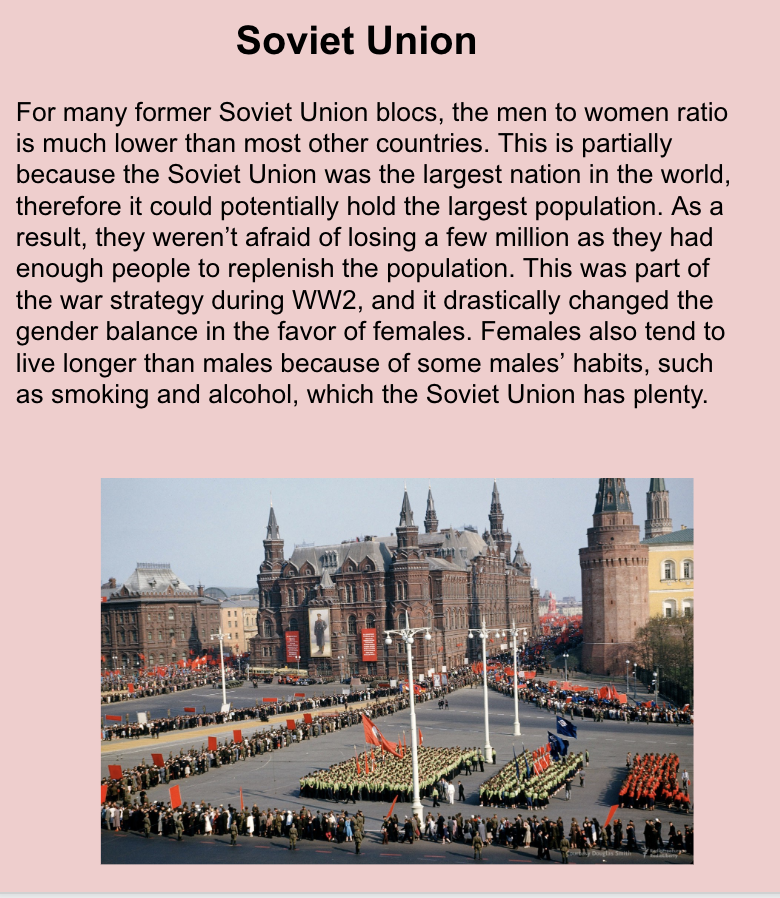 Soviet Union
For many former Soviet Union blocs, the men to women ratio
is much lower than most other countries. This is partially
because the Soviet Union was the largest nation in the world,
therefore it could potentially hold the largest population. As a
result, they weren’t afraid of losing a few million as they had
enough people to replenish the population. This was part of
the war strategy during WW2, and it drastically changed the
gender balance in the favor of females. Females also tend to
live longer than males because of some males’ habits, such
as smoking and alcohol, which the Soviet Union has plenty.